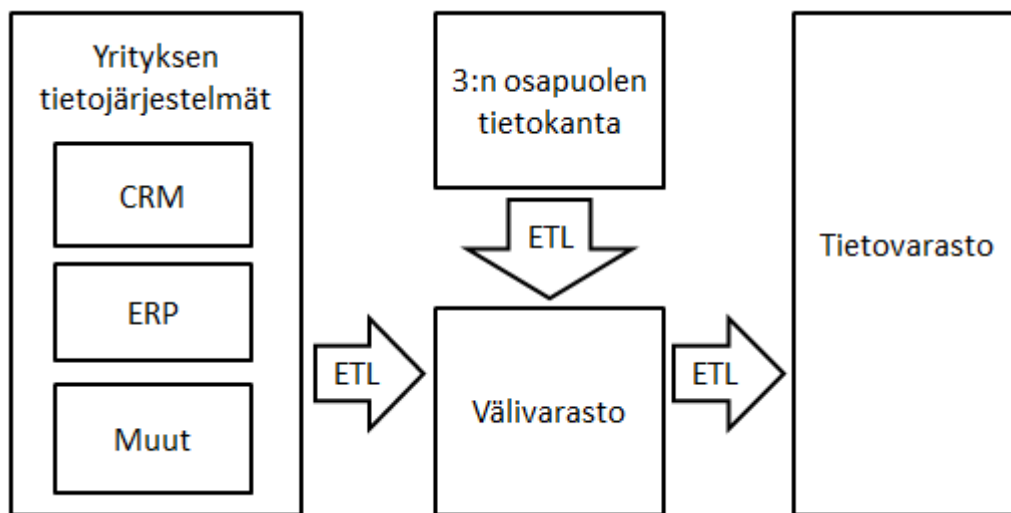 Yrityksen
tietojärjestelmät
CRM
ERP
Muut
ETL
3:n osapuolen
tietokanta
ETL
Välivarasto
ETL
Tietovarasto